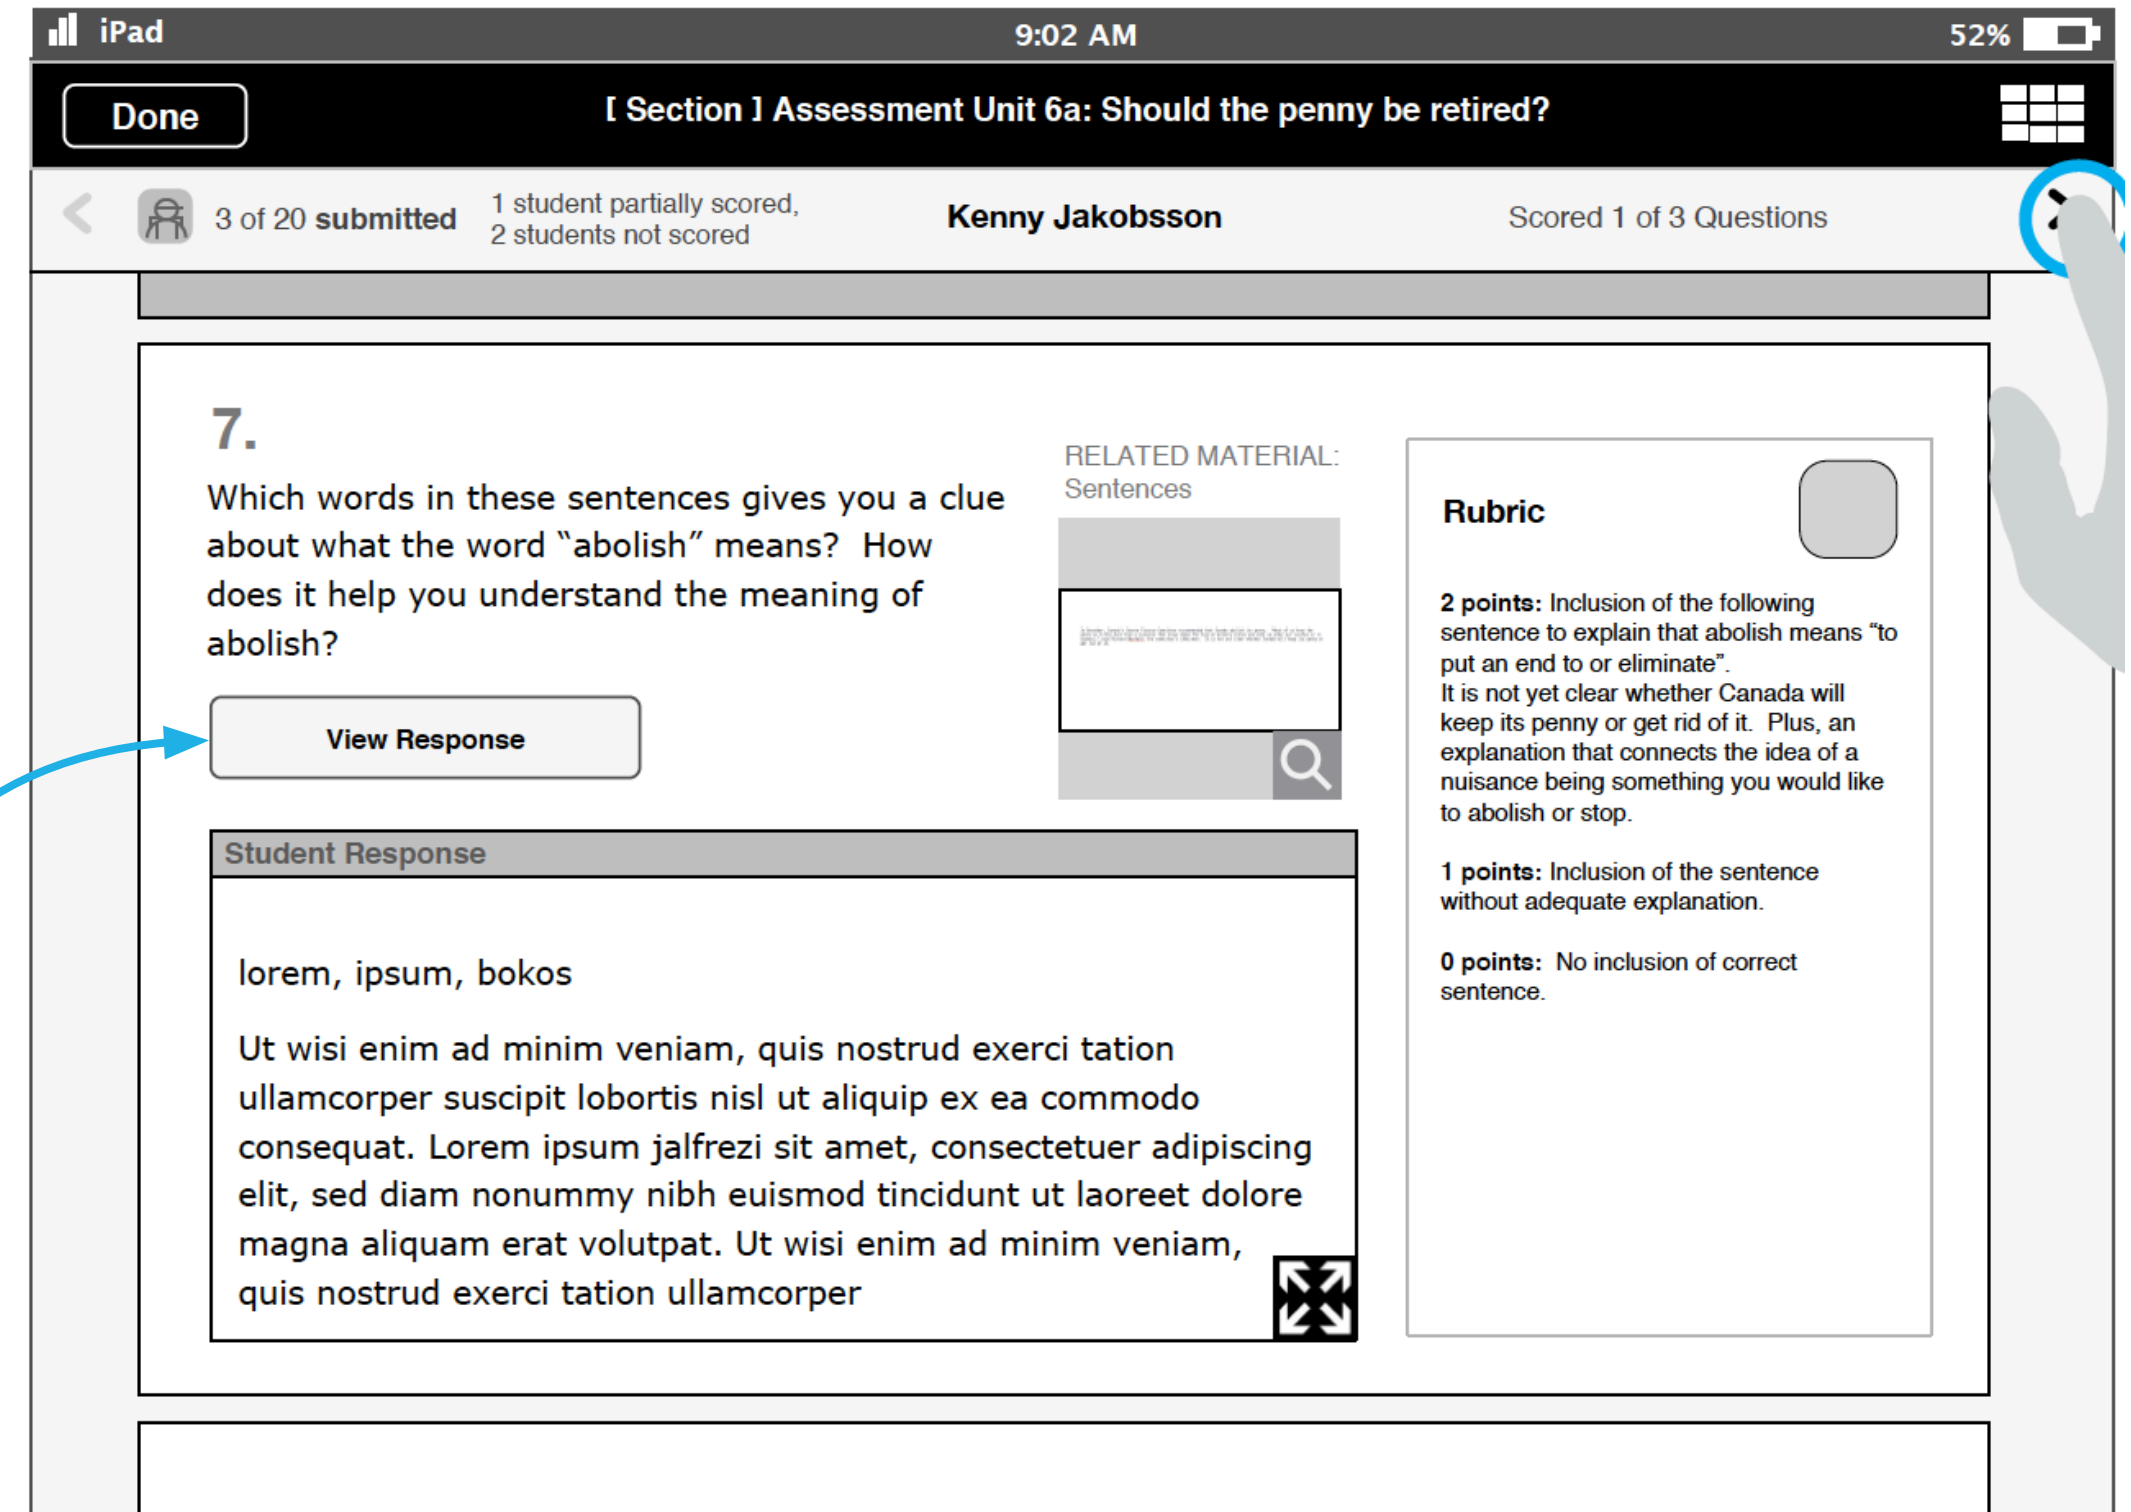 iPad
9:02 AM
52%
Done
[ Section ] Assessment Unit 6a: Should the penny be retired?
3 of 20 submitted
1 student partially scored,
2 students not scored
Kenny Jakobsson
Scored 1 of 3 Questions
7.
Which words in these sentences gives you a clue
about what the word “abolish” means?  How
does it help you understand the meaning of
abolish?
View Response
RELATED MATERIAL:
Sentences
Student Response
lorem, ipsum, bokos
Ut wisi enim ad minim veniam, quis nostrud exerci tation
ullamcorper suscipit lobortis nisl ut aliquip ex ea commodo
consequat. Lorem ipsum jalfrezi sit amet, consectetuer adipiscing
elit, sed diam nonummy nibh euismod tincidunt ut laoreet dolore
magna aliquam erat volutpat. Ut wisi enim ad minim veniam,
quis nostrud exerci tation ullamcorper
Rubric
2 points: Inclusion of the following
sentence to explain that abolish means “to
put an end to or eliminate”.
It is not yet clear whether Canada will
keep its penny or get rid of it.  Plus, an
explanation that connects the idea of a
nuisance being something you would like
to abolish or stop.
1 points: Inclusion of the sentence
without adequate explanation.
0 points:  No inclusion of correct
sentence.